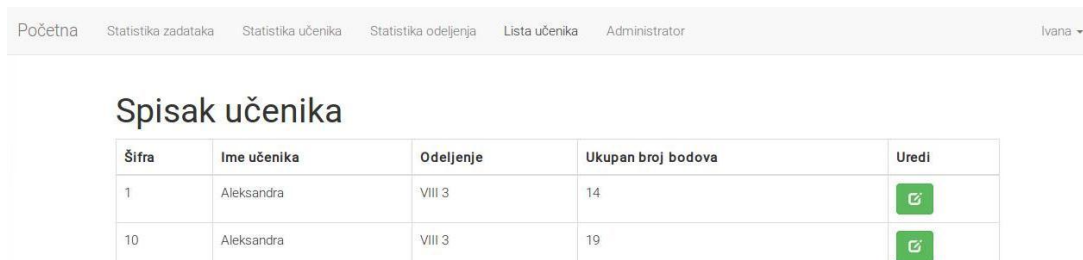 Početna Statistika zadataka Statistika učenika Statistika odeljenja Lista učenika Administrator Ivana
Spisak učenika
Šifra Ime učenika Odeljenje Ukupan broj bodova Uredi
1 Aleksandra VIII 3 14
10 Aleksandra VIII 3 19